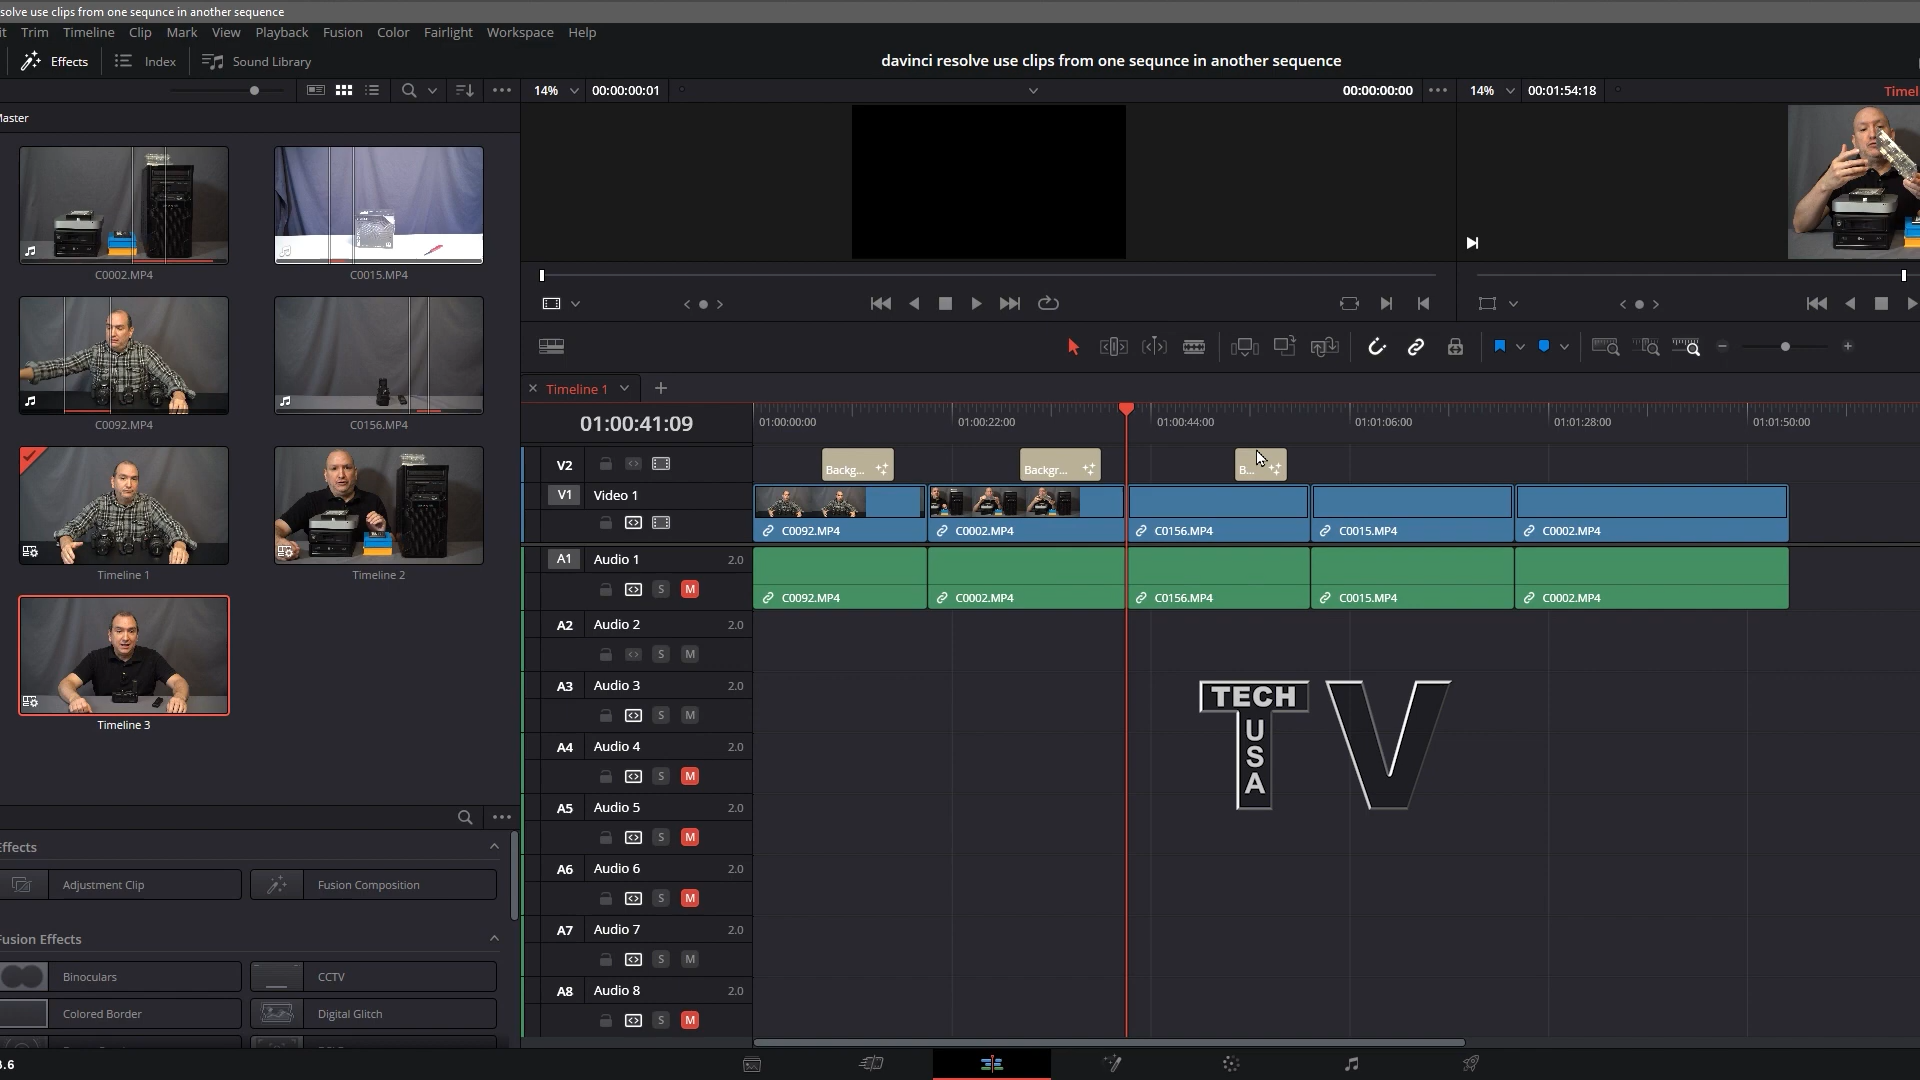 solve use clips from one sequnce in another sequence
it Trim Timeline Clip Mark View Playback Fusion Color Fairlight Workspace Help
Effects Index Sound Library
davinci resolve use clips from one sequnce in another sequence
14% 00:00:00:01 00:00:00:00 14% 00:01:54:18 Timel
Master
C0002.MP4 C0015.MP4
C0092.MP4 C0156.MP4
Timeline 1 Timeline 2
Timeline 3
Timeline 1
01:00:41:09
01:00:00:00 01:00:22:00 01:00:44:00 01:01:06:00 01:01:28:00 01:01:50:00
V2 Backg... Backgr... B...
V1 Video 1
C0092.MP4 C0002.MP4 C0156.MP4 C0015.MP4 C0002.MP4
A1 Audio 1 2.0
S M
C0092.MP4 C0002.MP4 C0156.MP4 C0015.MP4 C0002.MP4
A2 Audio 2 2.0
S M
A3 Audio 3 2.0
S M
A4 Audio 4 2.0
S M
A5 Audio 5 2.0
S M
A6 Audio 6 2.0
S M
A7 Audio 7 2.0
S M
A8 Audio 8 2.0
S M
TECH
USA
TV
Effects
Adjustment Clip Fusion Composition
Fusion Effects
Binoculars CCTV
Colored Border Digital Glitch
3.6